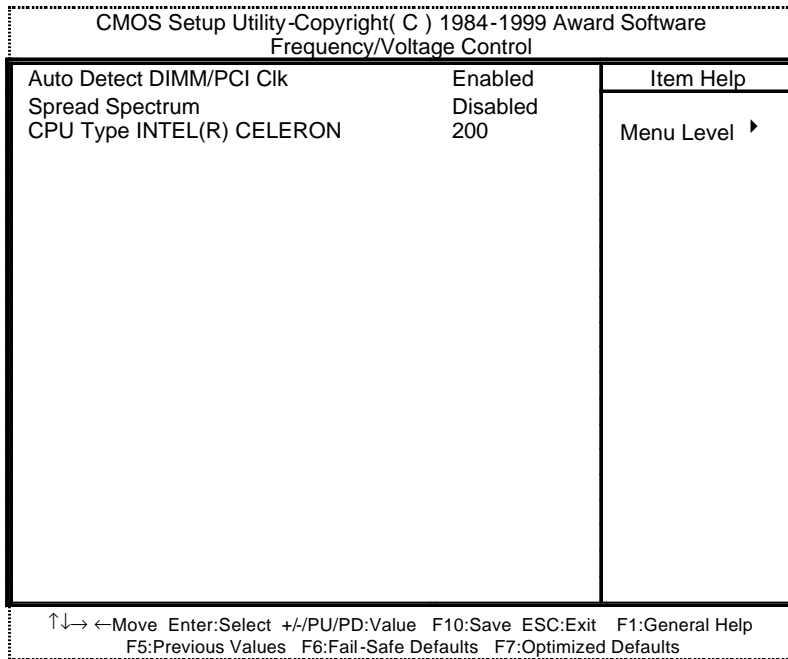 CMOS Setup Utility-Copyright( C ) 1984-1999 Award Software
Frequency/Voltage Control
Auto Detect DIMM/PCI Clk Enabled
Spread Spectrum Disabled
CPU Type INTEL(R) CELERON 200
Item Help
Menu Level
↑↓→ ←Move Enter:Select +/-/PU/PD:Value F10:Save ESC:Exit F1:General Help
F5:Previous Values F6:Fail-Safe Defaults F7:Optimized Defaults